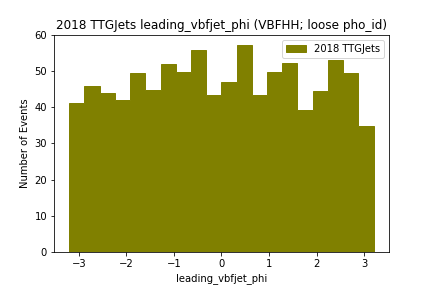 2018 TTGJets leading_vbfjet_phi (VBFHH; loose pho_id)
2018 TTGJets
Number of Events
60
50
40
30
20
10
0
−3 −2 −1 0 1 2 3
leading_vbfjet_phi